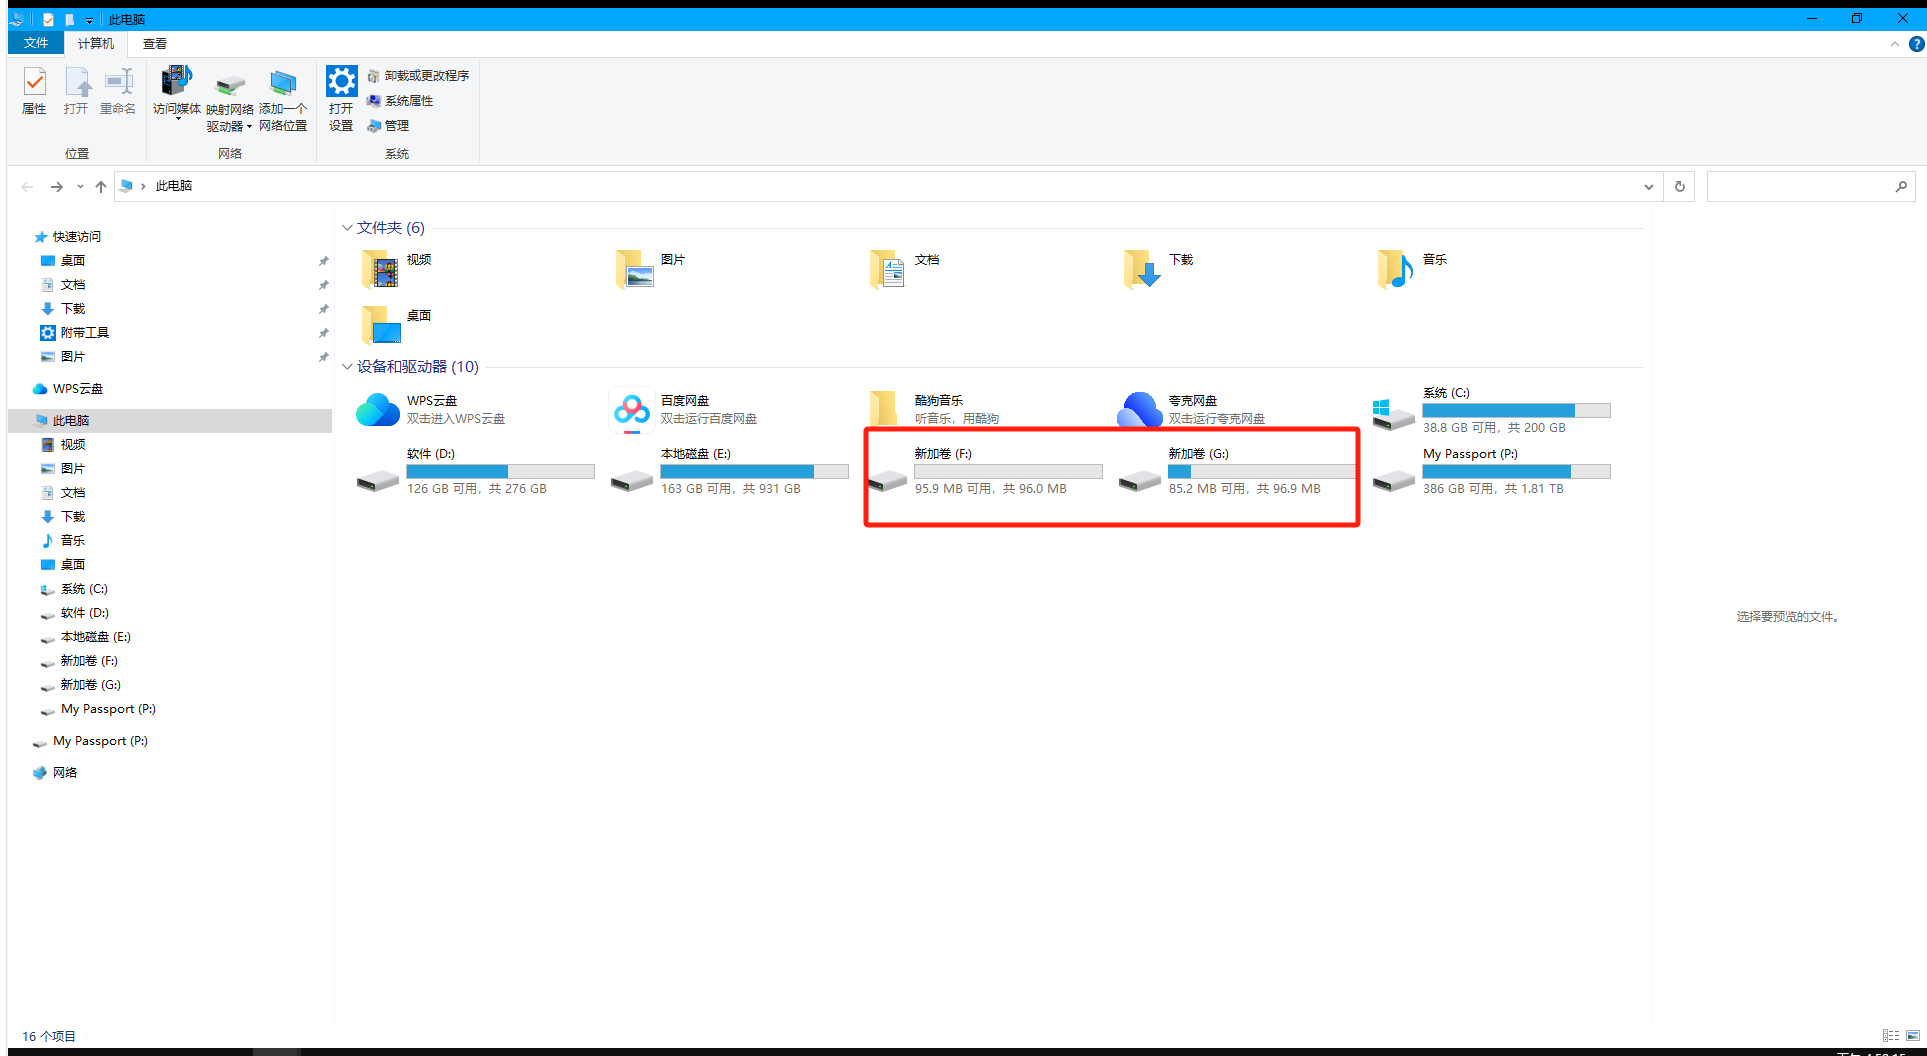 此电脑
文件 计算机 查看
属性
打开
重命名
位置
访问媒体
映射网络
驱动器
添加一个
网络位置
网络
打开
设置
卸载或更改程序
系统属性
管理
系统
此电脑
快速访问
桌面
文档
下载
附带工具
图片
WPS云盘
此电脑
视频
图片
文档
下载
音乐
桌面
系统 (C:)
软件 (D:)
本地磁盘 (E:)
新加卷 (F:)
新加卷 (G:)
My Passport (P:)
My Passport (P:)
网络
文件夹 (6)
视频
图片
文档
下载
音乐
桌面
设备和驱动器 (10)
WPS云盘
双击进入WPS云盘
百度网盘
双击运行百度网盘
酷狗音乐
听音乐，用酷狗
夸克网盘
双击运行夸克网盘
系统 (C:)
38.8 GB 可用，共 200 GB
软件 (D:)
126 GB 可用，共 276 GB
本地磁盘 (E:)
163 GB 可用，共 931 GB
新加卷 (F:)
95.9 MB 可用，共 96.0 MB
新加卷 (G:)
85.2 MB 可用，共 96.9 MB
My Passport (P:)
386 GB 可用，共 1.81 TB
选择要预览的文件。
16 个项目